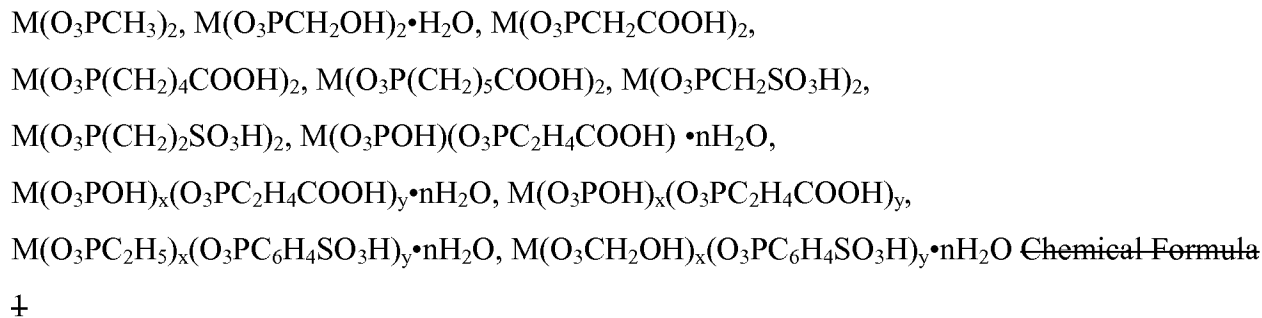 M(O₃PCH₃)₂, M(O₃PCH₂OH)₂•H₂O, M(O₃PCH₂COOH)₂,
M(O₃P(CH₂)₄COOH)₂, M(O₃P(CH₂)₅COOH)₂, M(O₃PCH₂SO₃H)₂,
M(O₃P(CH₂)₂SO₃H)₂, M(O₃POH)(O₃PC₂H₄COOH) •nH₂O,
M(O₃POH)ₓ(O₃PC₂H₄COOH)ᵧ•nH₂O, M(O₃POH)ₓ(O₃PC₂H₄COOH)ᵧ,
M(O₃PC₂H₅)ₓ(O₃PC₆H₄SO₃H)ᵧ•nH₂O, M(O₃CH₂OH)ₓ(O₃PC₆H₄SO₃H)ᵧ•nH₂O Chemical Formula
1